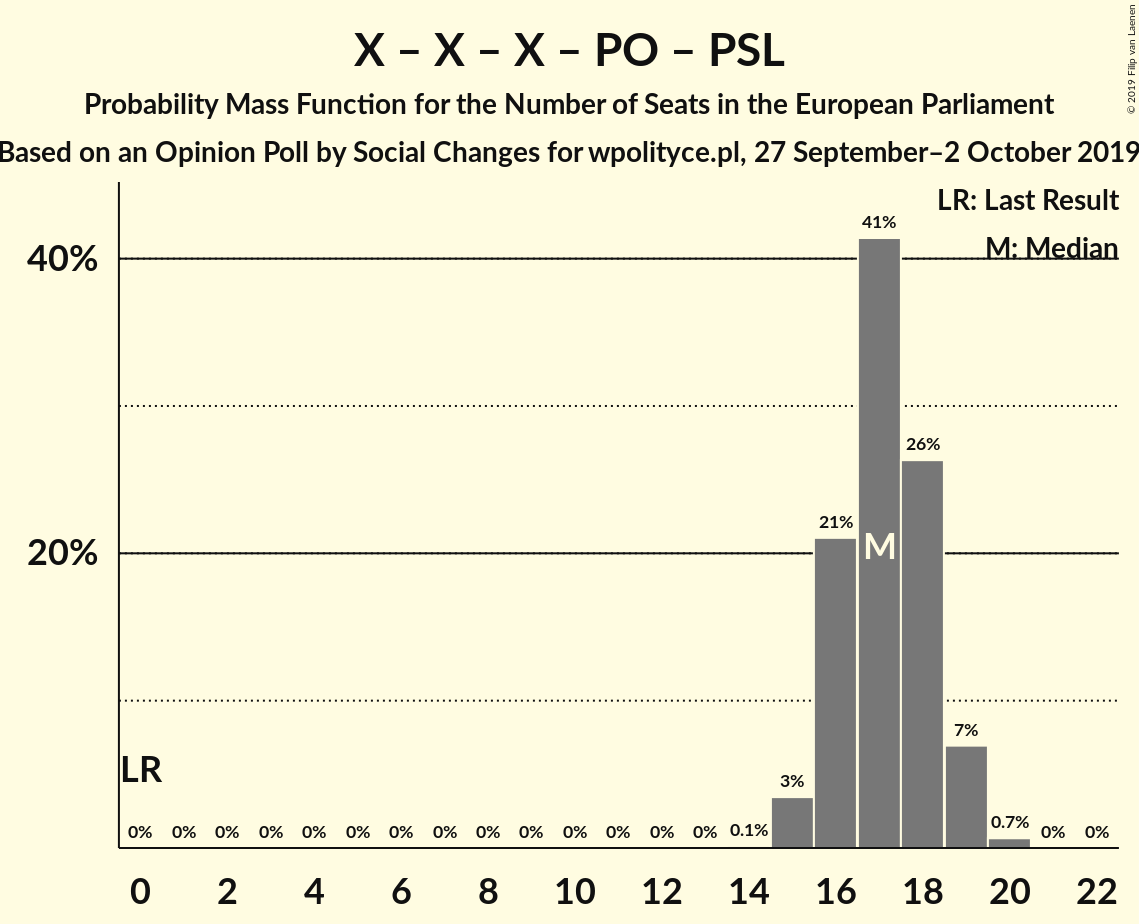 X – X – X – PO – PSL
Probability Mass Function for the Number of Seats in the European Parliament
Based on an Opinion Poll by Social Changes for wpolityce.pl, 27 September–2 October 2019
© 2019 Filip van Laenen
LR: Last Result
M: Median
40%
20%
41%
26%
21%
M
7%
3%
LR
0% 0% 0% 0% 0% 0% 0% 0% 0% 0% 0% 0% 0% 0% 0.1% 0.7% 0% 0%
0 2 4 6 8 10 12 14 16 18 20 22